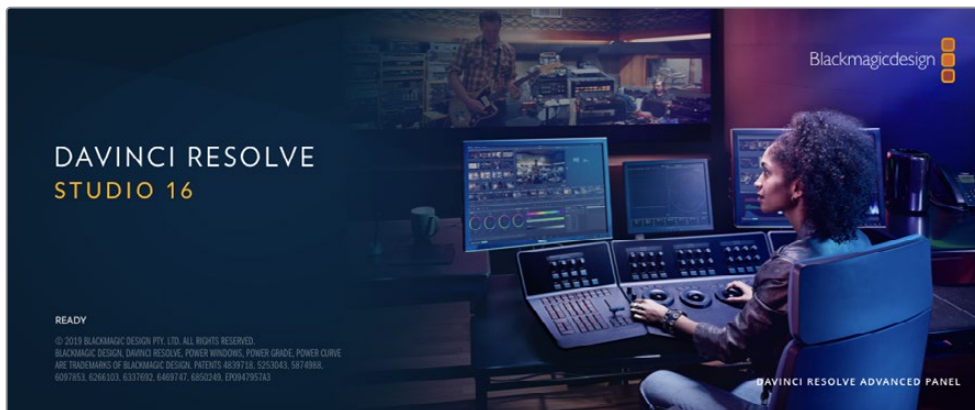 Blackmagicdesign
DAVINCI RESOLVE
STUDIO 16
READY
© 2019 BLACKMAGIC DESIGN PTY. LTD. ALL RIGHTS RESERVED.
BLACKMAGIC DESIGN, DAVINCI RESOLVE, POWER WINDOWS, POWER GRADE, POWER CURVE
ARE TRADEMARKS OF BLACKMAGIC DESIGN. PATENTS 4839718, 5253043, 5874988,
6097853, 6266103, 6337692, 6469747, 6850249, EP0947957A3
DAVINCI RESOLVE ADVANCED PANEL